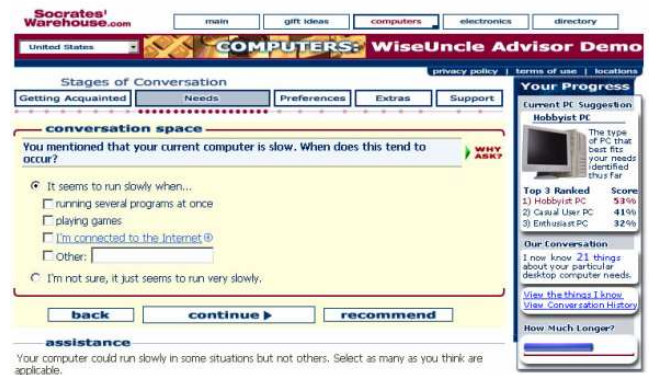 Socrates'
Warehouse.com
main
gift ideas
computers
electronics
directory
United States
COMPUTERS: WiseUncle Advisor Demo
privacy policy | terms of use | locations
Stages of Conversation
Getting Acquainted
Needs
Preferences
Extras
Support
conversation space
You mentioned that your current computer is slow. When does this tend to
occur?
WHY
ASK?
It seems to run slowly when...
running several programs at once
playing games
I'm connected to the Internet
Other:
I'm not sure, it just seems to run very slowly.
back
continue
recommend
assistance
Your computer could run slowly in some situations but not others. Select as many as you think are
applicable.
Your Progress
Current PC Suggestion
Hobbyist PC
The type
of PC that
best fits
your needs
identified
thus far
Top 3 Ranked Score
1) Hobbyist PC 53%
2) Casual User PC 41%
3) Enthusiast PC 32%
Our Conversation
I now know 21 things
about your particular
desktop computer needs.
View the things I know
View Conversation History
How Much Longer?